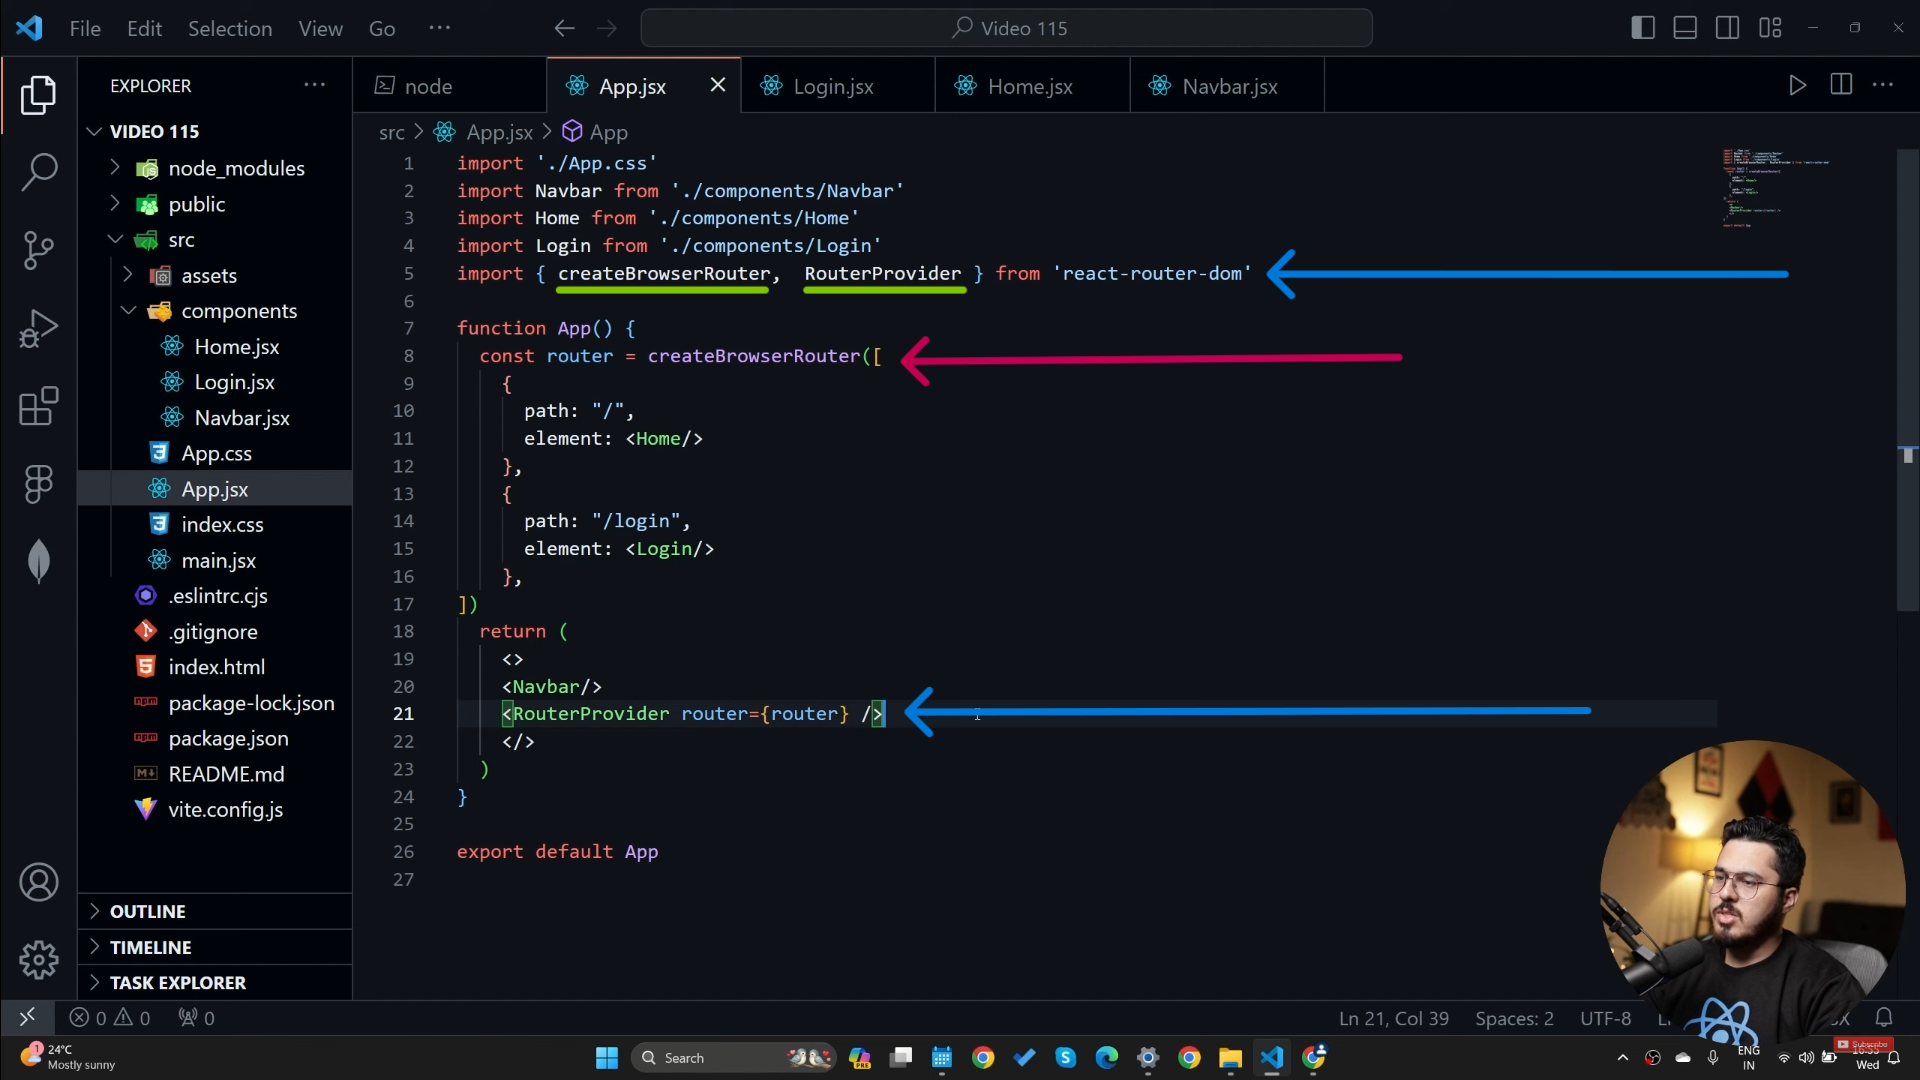 File Edit Selection View Go ··· Video 115
EXPLORER ···
VIDEO 115
node_modules
public
src
assets
components
Home.jsx
Login.jsx
Navbar.jsx
App.css
App.jsx
index.css
main.jsx
.eslintrc.cjs
.gitignore
index.html
package-lock.json
package.json
README.md
vite.config.js
OUTLINE
TIMELINE
TASK EXPLORER
node App.jsx Login.jsx Home.jsx Navbar.jsx
src > App.jsx > App
1 import './App.css'
2 import Navbar from './components/Navbar'
3 import Home from './components/Home'
4 import Login from './components/Login'
5 import { createBrowserRouter,  RouterProvider } from 'react-router-dom'
6
7 function App() {
8   const router = createBrowserRouter([
9     {
10       path: "/",
11       element: <Home/>
12     },
13     {
14       path: "/login",
15       element: <Login/>
16     },
17 ])
18   return (
19     <>
20     <Navbar/>
21     <RouterProvider router={router} />
22     </>
23   )
24 }
25
26 export default App
27
0 0 0 Ln 21, Col 39 Spaces: 2 UTF-8
1 24°C
Mostly sunny
Search
PRE
ENG
IN
Subscribe
Wed